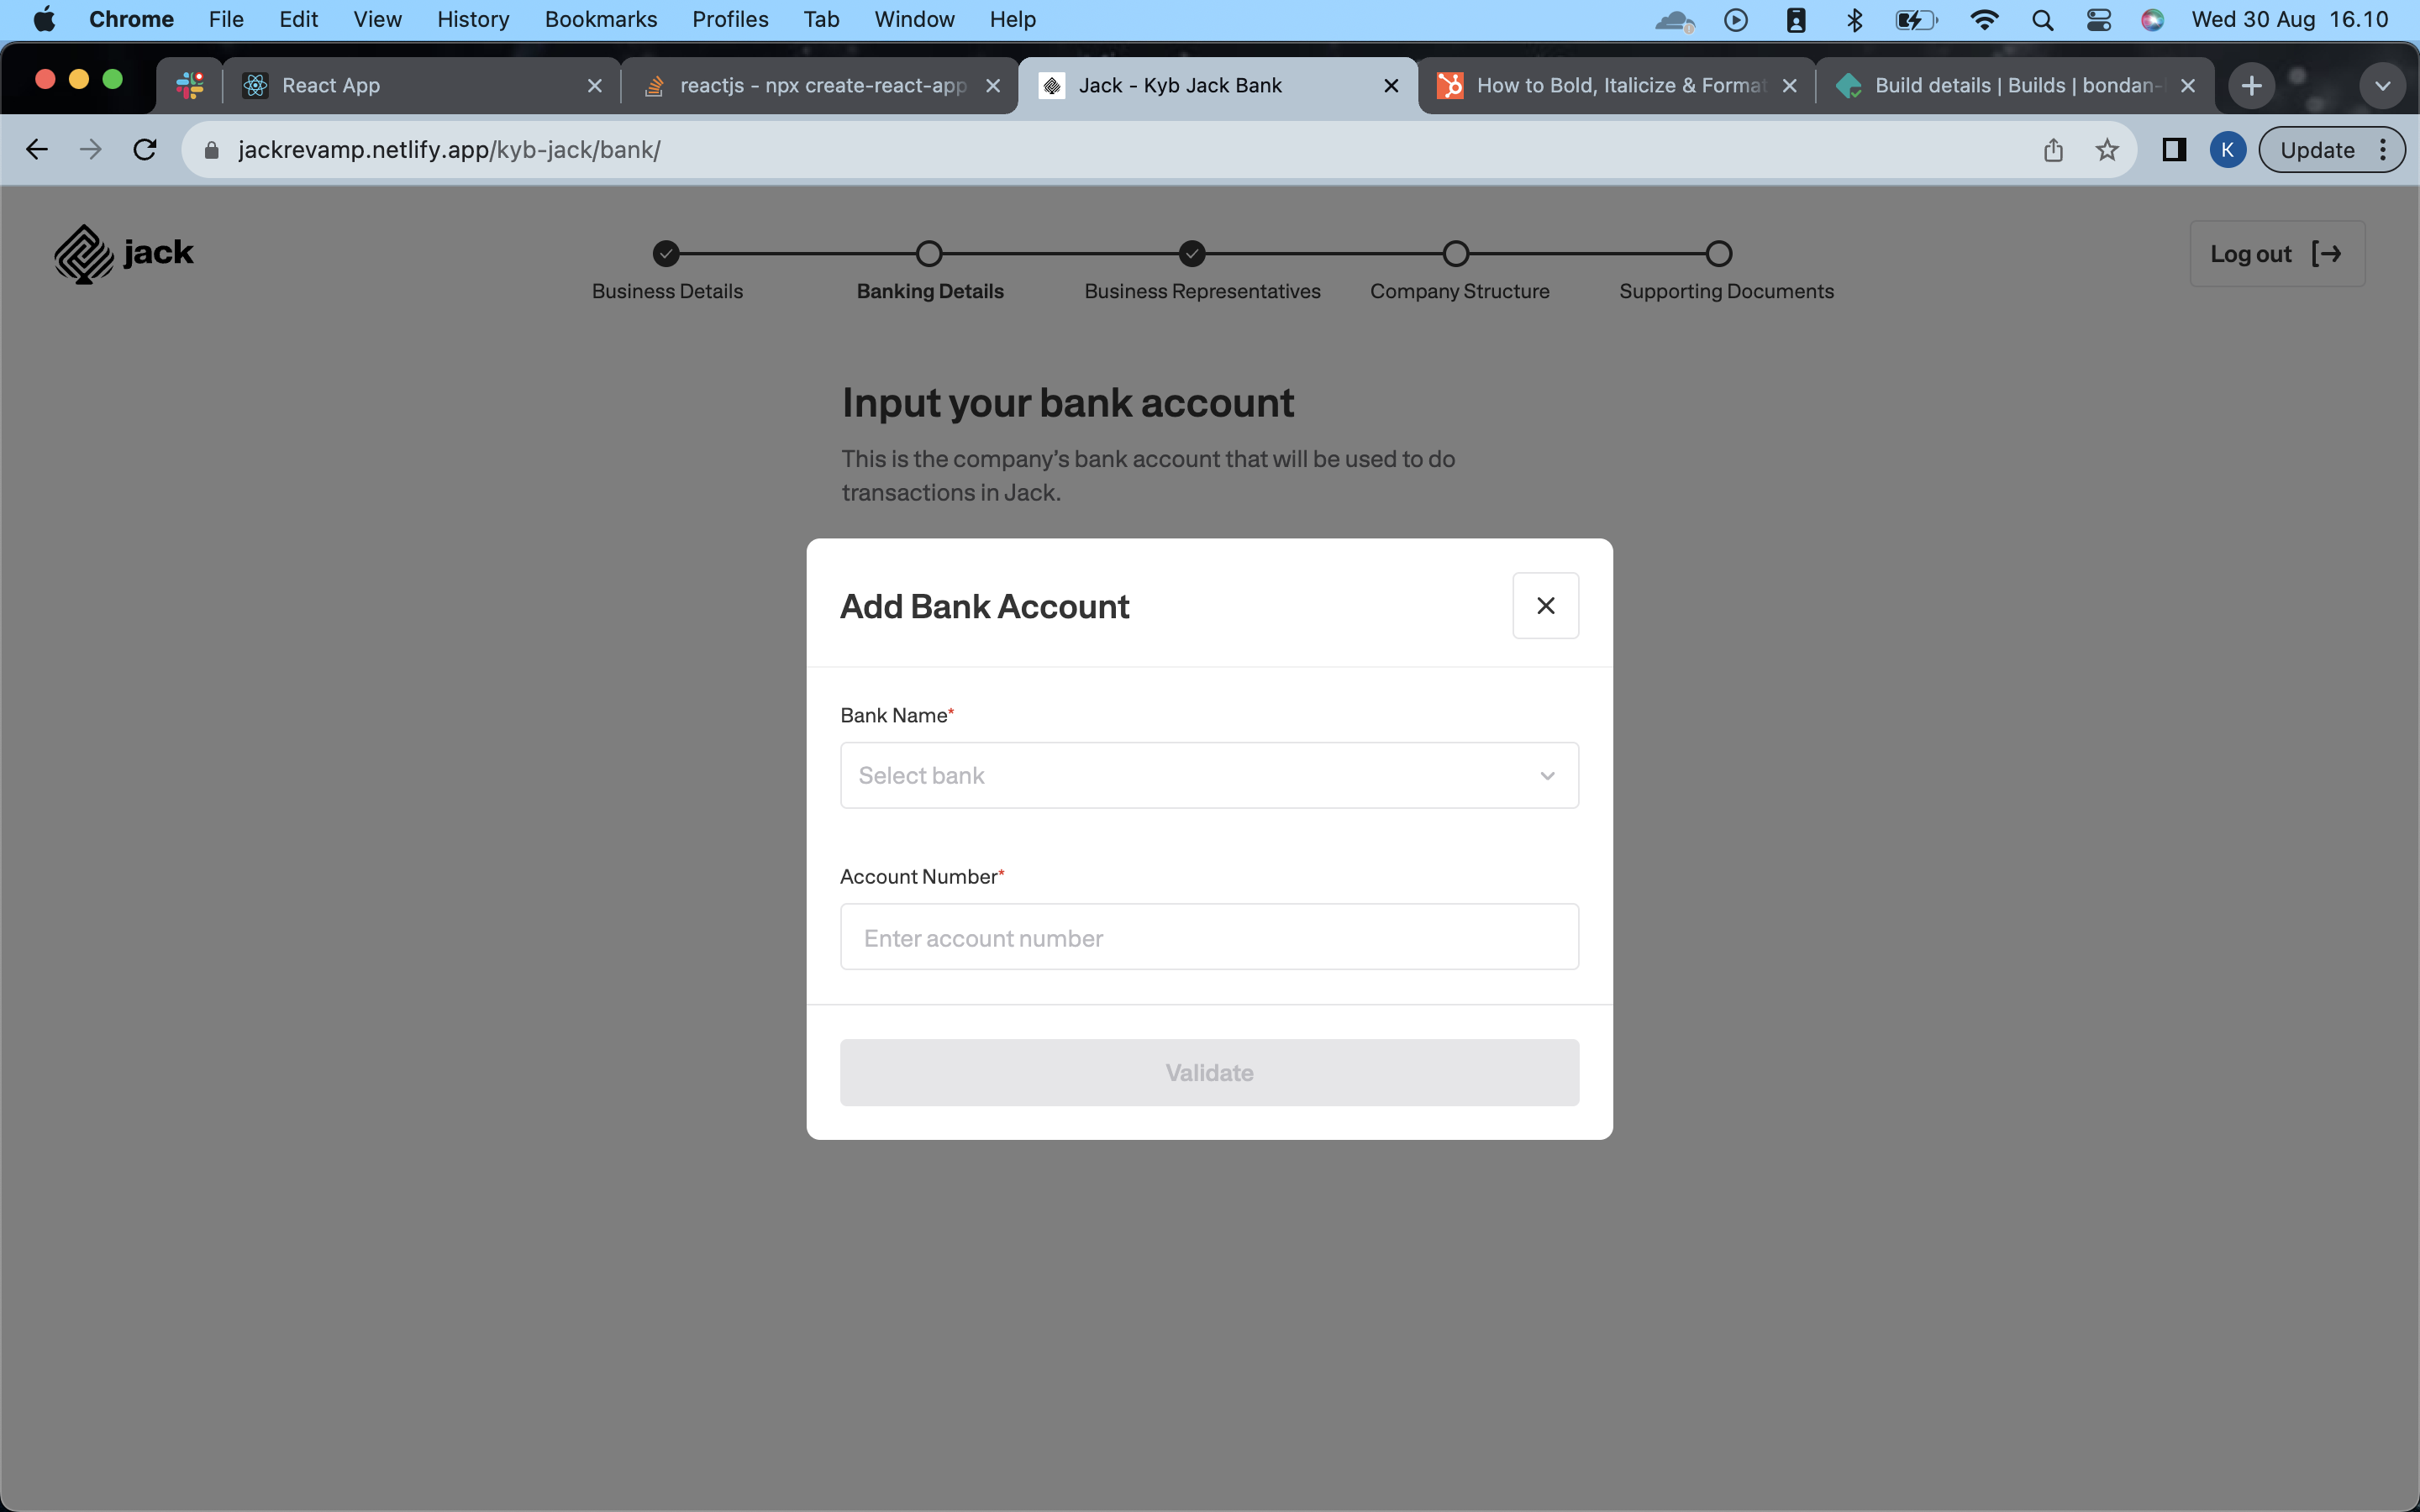 Chrome File Edit View History Bookmarks Profiles Tab Window Help Wed 30 Aug 16.10
React App reactjs - npx create-react-app Jack - Kyb Jack Bank How to Bold, Italicize & Format Build details | Builds | bondan-
jackrevamp.netlify.app/kyb-jack/bank/ K Update
jack Log out
Business Details Banking Details Business Representatives Company Structure Supporting Documents
Input your bank account
This is the company’s bank account that will be used to do
transactions in Jack.
Add Bank Account
Bank Name*
Select bank
Account Number*
Enter account number
Validate